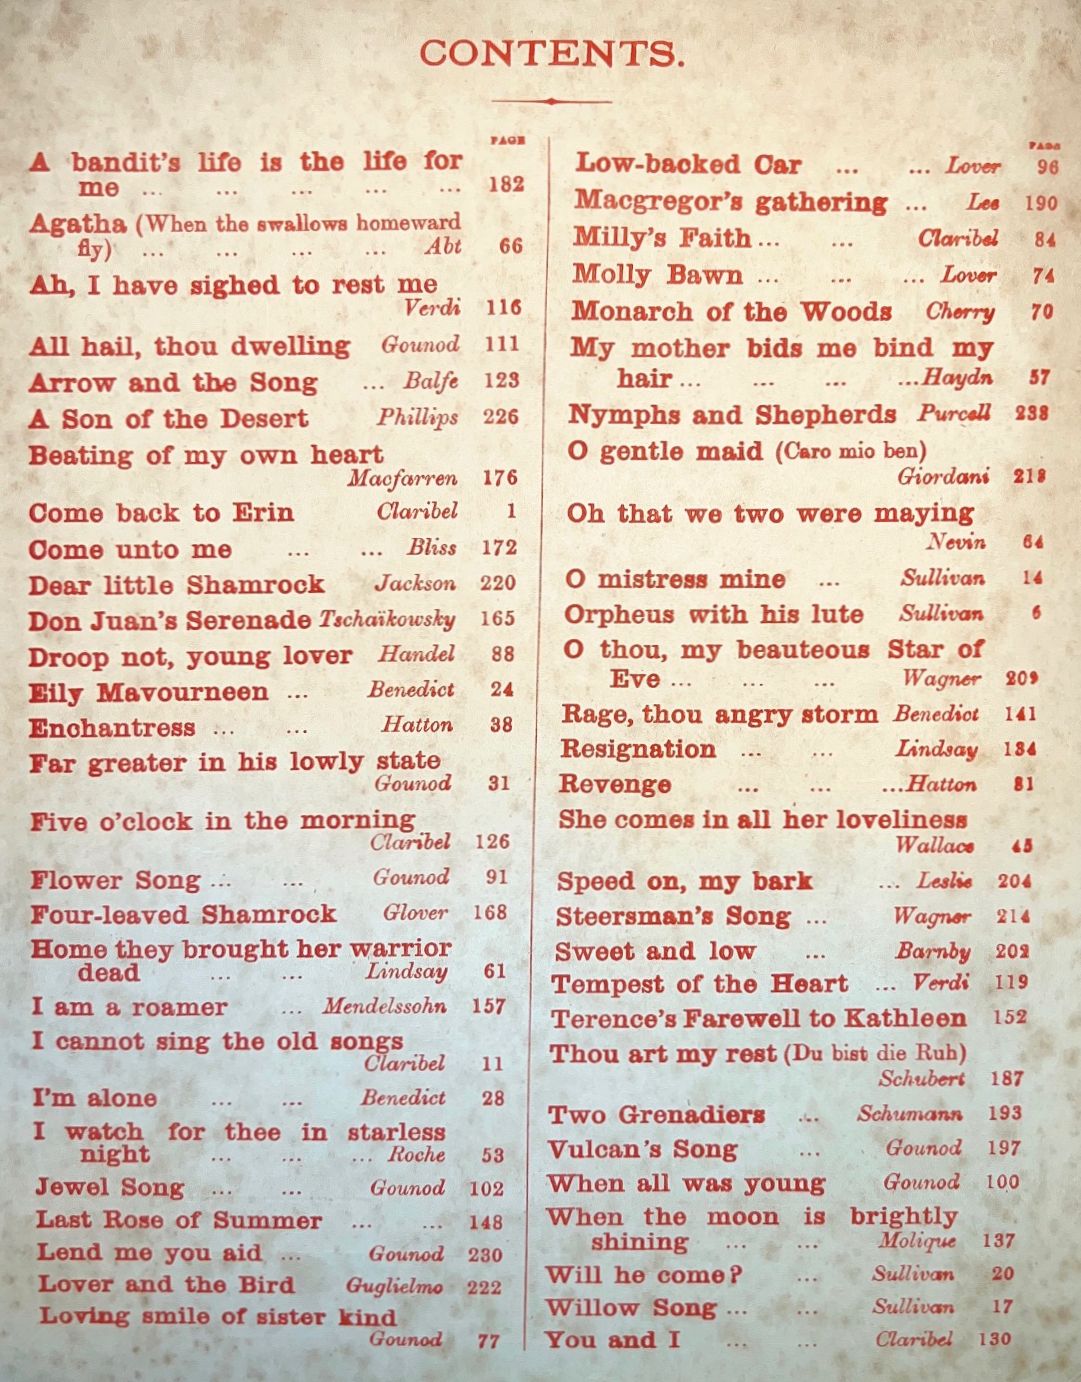 CONTENTS.
PAGE
A bandit's life is the life for
me ... ... ... ... ... 182
Agatha (When the swallows homeward
fly) ... ... ... ... Abt 66
Ah, I have sighed to rest me
Verdi 116
All hail, thou dwelling Gounod 111
Arrow and the Song ... Balfe 123
A Son of the Desert Phillips 226
Beating of my own heart
Macfarren 176
Come back to Erin Claribel 1
Come unto me ... ... Bliss 172
Dear little Shamrock Jackson 220
Don Juan's Serenade Tschaïkowsky 165
Droop not, young lover Handel 88
Eily Mavourneen ... Benedict 24
Enchantress ... ... Hatton 38
Far greater in his lowly state
Gounod 31
Five o'clock in the morning
Claribel 126
Flower Song ... ... Gounod 91
Four-leaved Shamrock Glover 168
Home they brought her warrior
dead ... ... Lindsay 61
I am a roamer ... Mendelssohn 157
I cannot sing the old songs
Claribel 11
I'm alone ... ... Benedict 28
I watch for thee in starless
night ... ... ... Roche 53
Jewel Song ... ... Gounod 102
Last Rose of Summer ... ... 148
Lend me you aid ... Gounod 230
Lover and the Bird Guglielmo 222
Loving smile of sister kind
Gounod 77
PAGE
Low-backed Car ... ... Lover 96
Macgregor's gathering ... Lee 190
Milly's Faith ... ... Claribel 84
Molly Bawn ... ... ... Lover 74
Monarch of the Woods Cherry 70
My mother bids me bind my
hair ... ... ... ...Haydn 57
Nymphs and Shepherds Purcell 238
O gentle maid (Caro mio ben)
Giordani 218
Oh that we two were maying
Nevin 64
O mistress mine ... Sullivan 14
Orpheus with his lute Sullivan 6
O thou, my beauteous Star of
Eve ... ... ... Wagner 209
Rage, thou angry storm Benedict 141
Resignation ... ... Lindsay 134
Revenge ... ... ...Hatton 81
She comes in all her loveliness
Wallace 45
Speed on, my bark ... Leslie 204
Steersman's Song ... Wagner 214
Sweet and low ... Barnby 202
Tempest of the Heart ... Verdi 119
Terence's Farewell to Kathleen 152
Thou art my rest (Du bist die Ruh)
Schubert 187
Two Grenadiers ... Schumann 193
Vulcan's Song ... Gounod 197
When all was young Gounod 100
When the moon is brightly
shining ... ... Molique 137
Will he come? ... Sullivan 20
Willow Song ... ... Sullivan 17
You and I ... ... Claribel 130